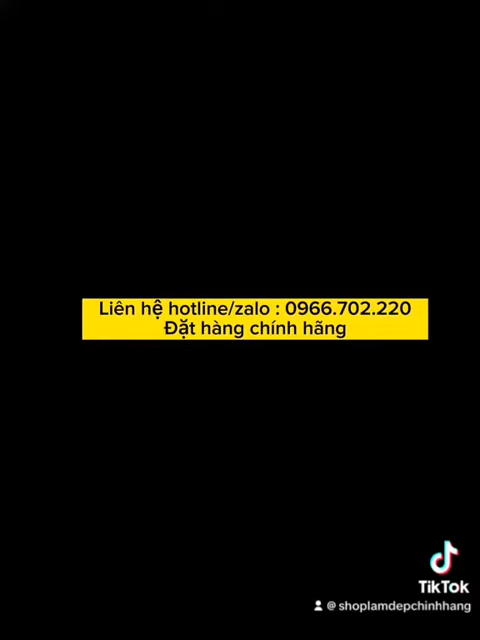 Liên hệ hotline/zalo : 0966.702.220
Đặt hàng chính hãng
TikTok
@shoplamdepchinhhang